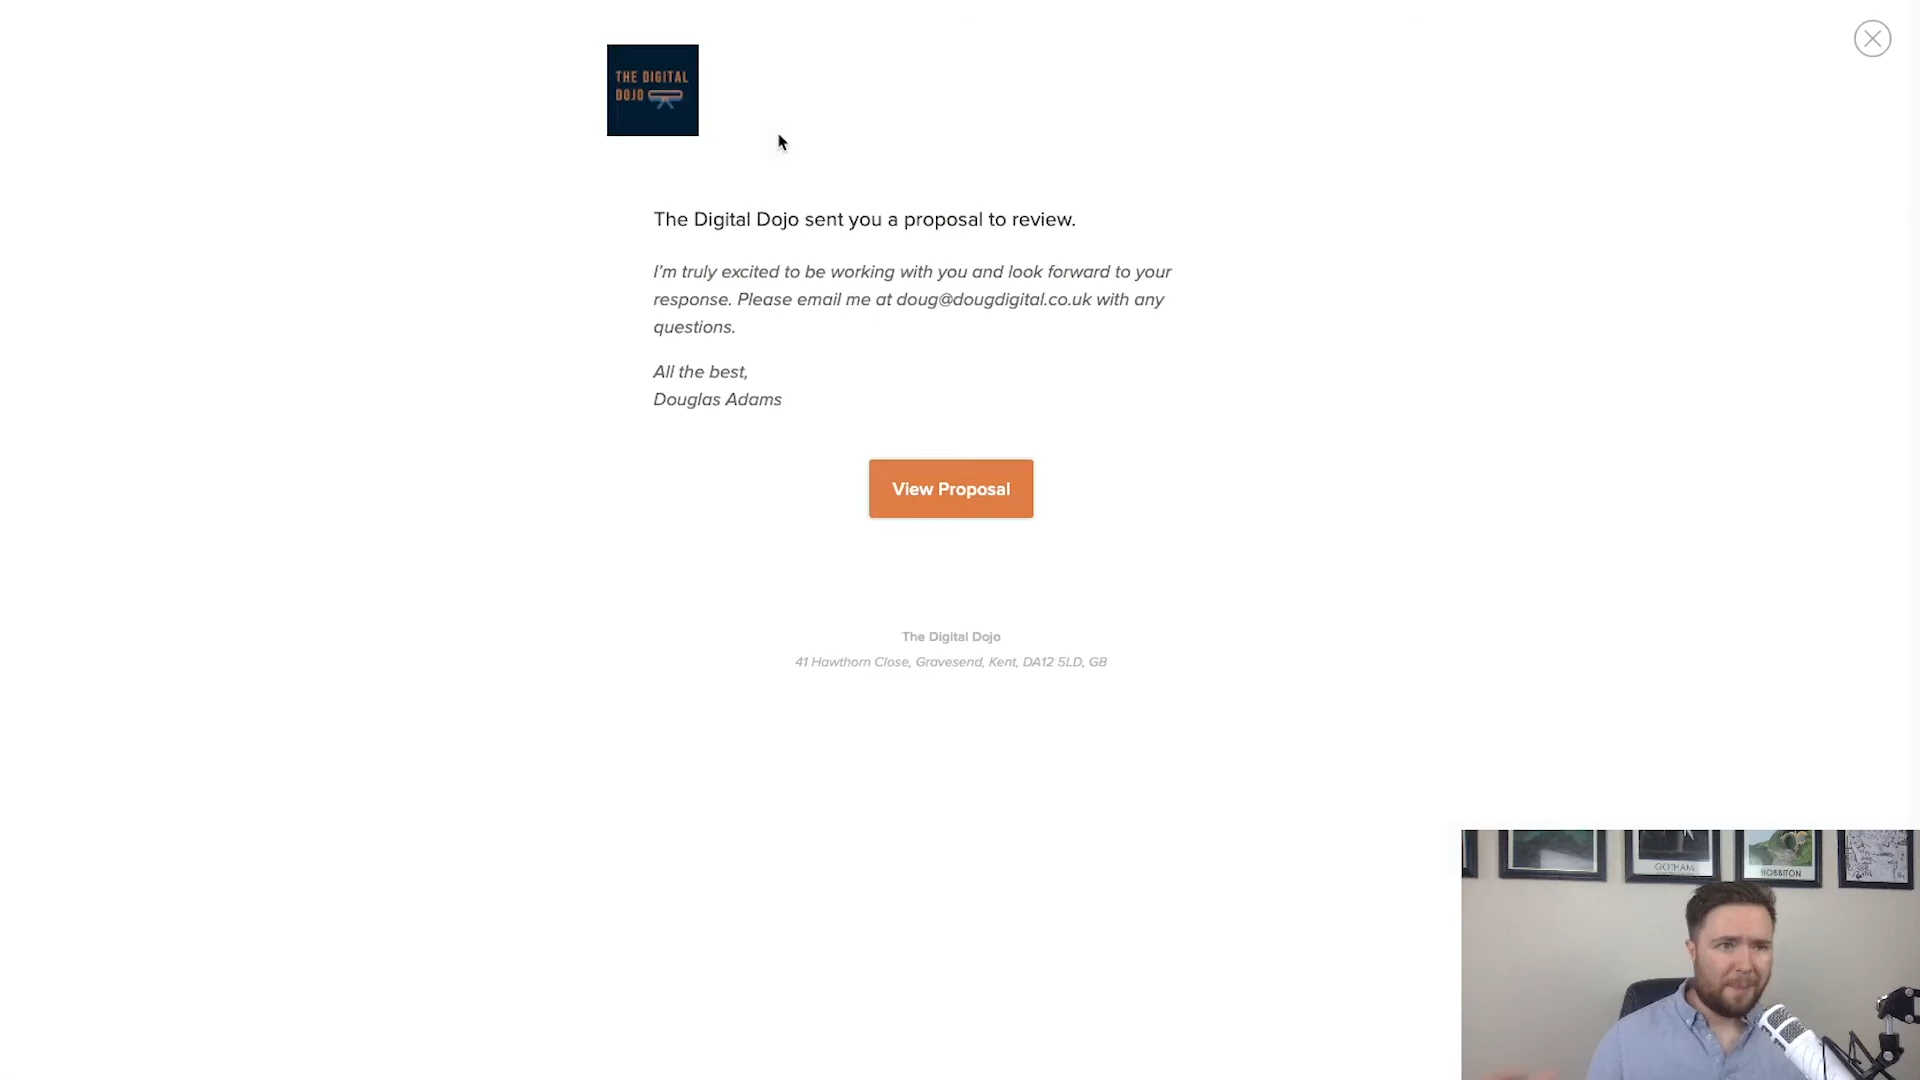 THE DIGITAL
DOJO
The Digital Dojo sent you a proposal to review.
I'm truly excited to be working with you and look forward to your
response. Please email me at doug@dougdigital.co.uk with any
questions.
All the best,
Douglas Adams
View Proposal
The Digital Dojo
41 Hawthorn Close, Gravesend, Kent, DA12 5LD, GB
GOTHAM
HOBBITON